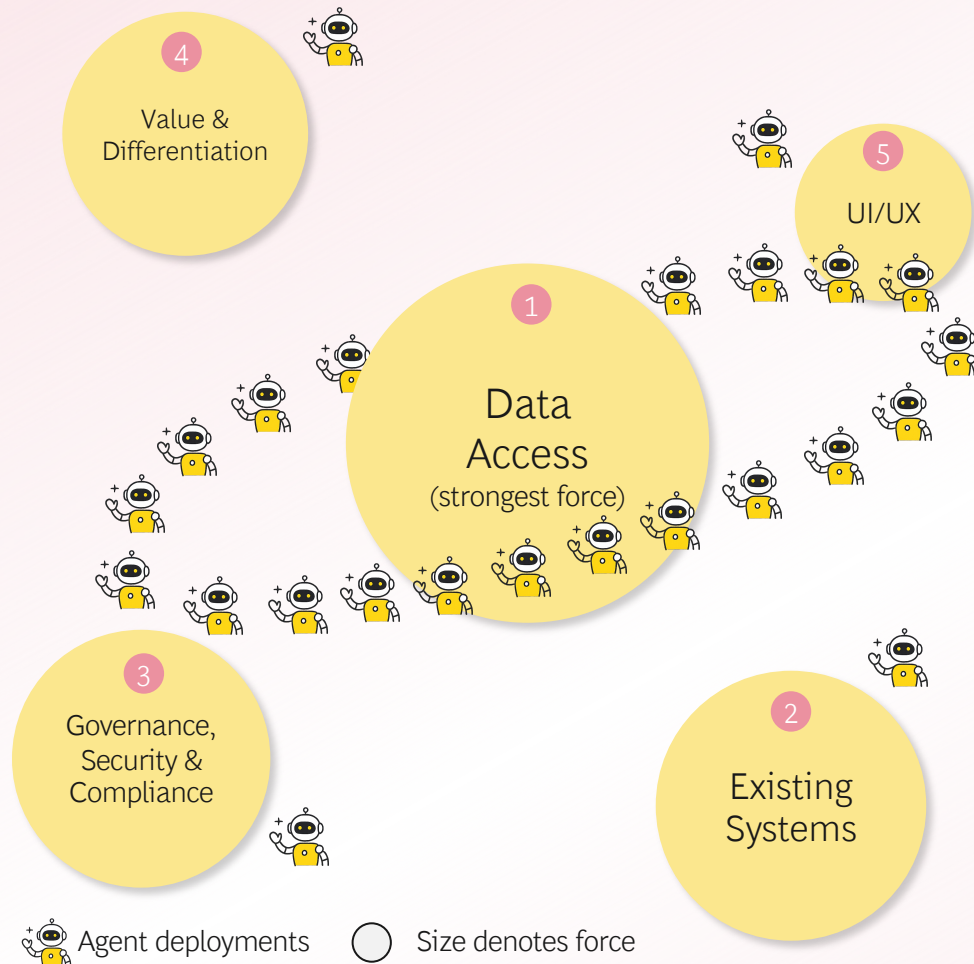 4
Value &
Differentiation
5
UI/UX
1
Data
Access
(strongest force)
3
Governance,
Security &
Compliance
2
Existing
Systems
Agent deployments
Size denotes force